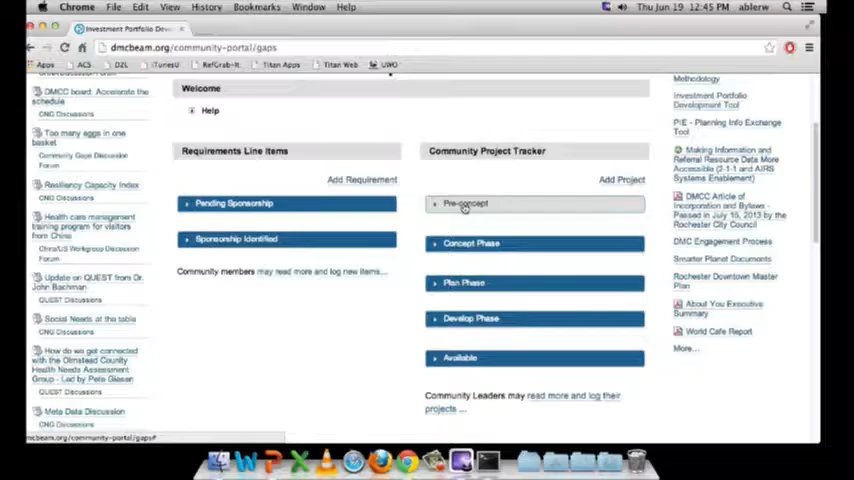 Chrome File Edit View History Bookmarks Window Help Thu Jun 19 12:45 PM ablerw
Investment Portfolio Dev
dmcbeam.org/community-portal/gaps
Apps ACS D2L iTunesU RefGrab-It Titan Apps Titan Web UWO
DMCC board: Accelerate the
schedule
CNG Discussions
Too many eggs in one
basket
Community Gaps Discussion
Forum
Resiliency Capacity Index
CNG Discussions
Health care management
training program for visitors
from China
China/US Workgroup Discussion
Forum
Update on QUEST from Dr.
John Bachman
QUEST Discussions
Social Needs at the table
CNG Discussions
How do we get connected
with the Olmstead County
Health Needs Assessment
Group - Led by Pete Giesen
QUEST Discussions
Meta Data Discussion
CNG Discussions
mcbeam.org/community-portal/gaps#
Welcome
Help
Requirements Line Items
Add Requirement
Pending Sponsorship
Sponsorship Identified
Community members may read more and log new items...
Community Project Tracker
Add Project
Pre-concept
Concept Phase
Plan Phase
Develop Phase
Available
Community Leaders may read more and log their
projects ...
Methodology
Investment Portfolio
Development Tool
PIE - Planning Info Exchange
Tool
Making Information and
Referral Resource Data More
Accessible (2-1-1 and AIRS
Systems Enablement)
DMCC Article of
Incorporation and Bylaws -
Passed in July 15, 2013 by the
Rochester City Council
DMC Engagement Process
Smarter Planet Documents
Rochester Downtown Master
Plan
About You Executive
Summary
World Cafe Report
More...